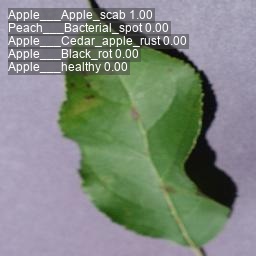 Apple___Apple_scab 1.00
Peach___Bacterial_spot 0.00
Apple___Cedar_apple_rust 0.00
Apple___Black_rot 0.00
Apple___healthy 0.00